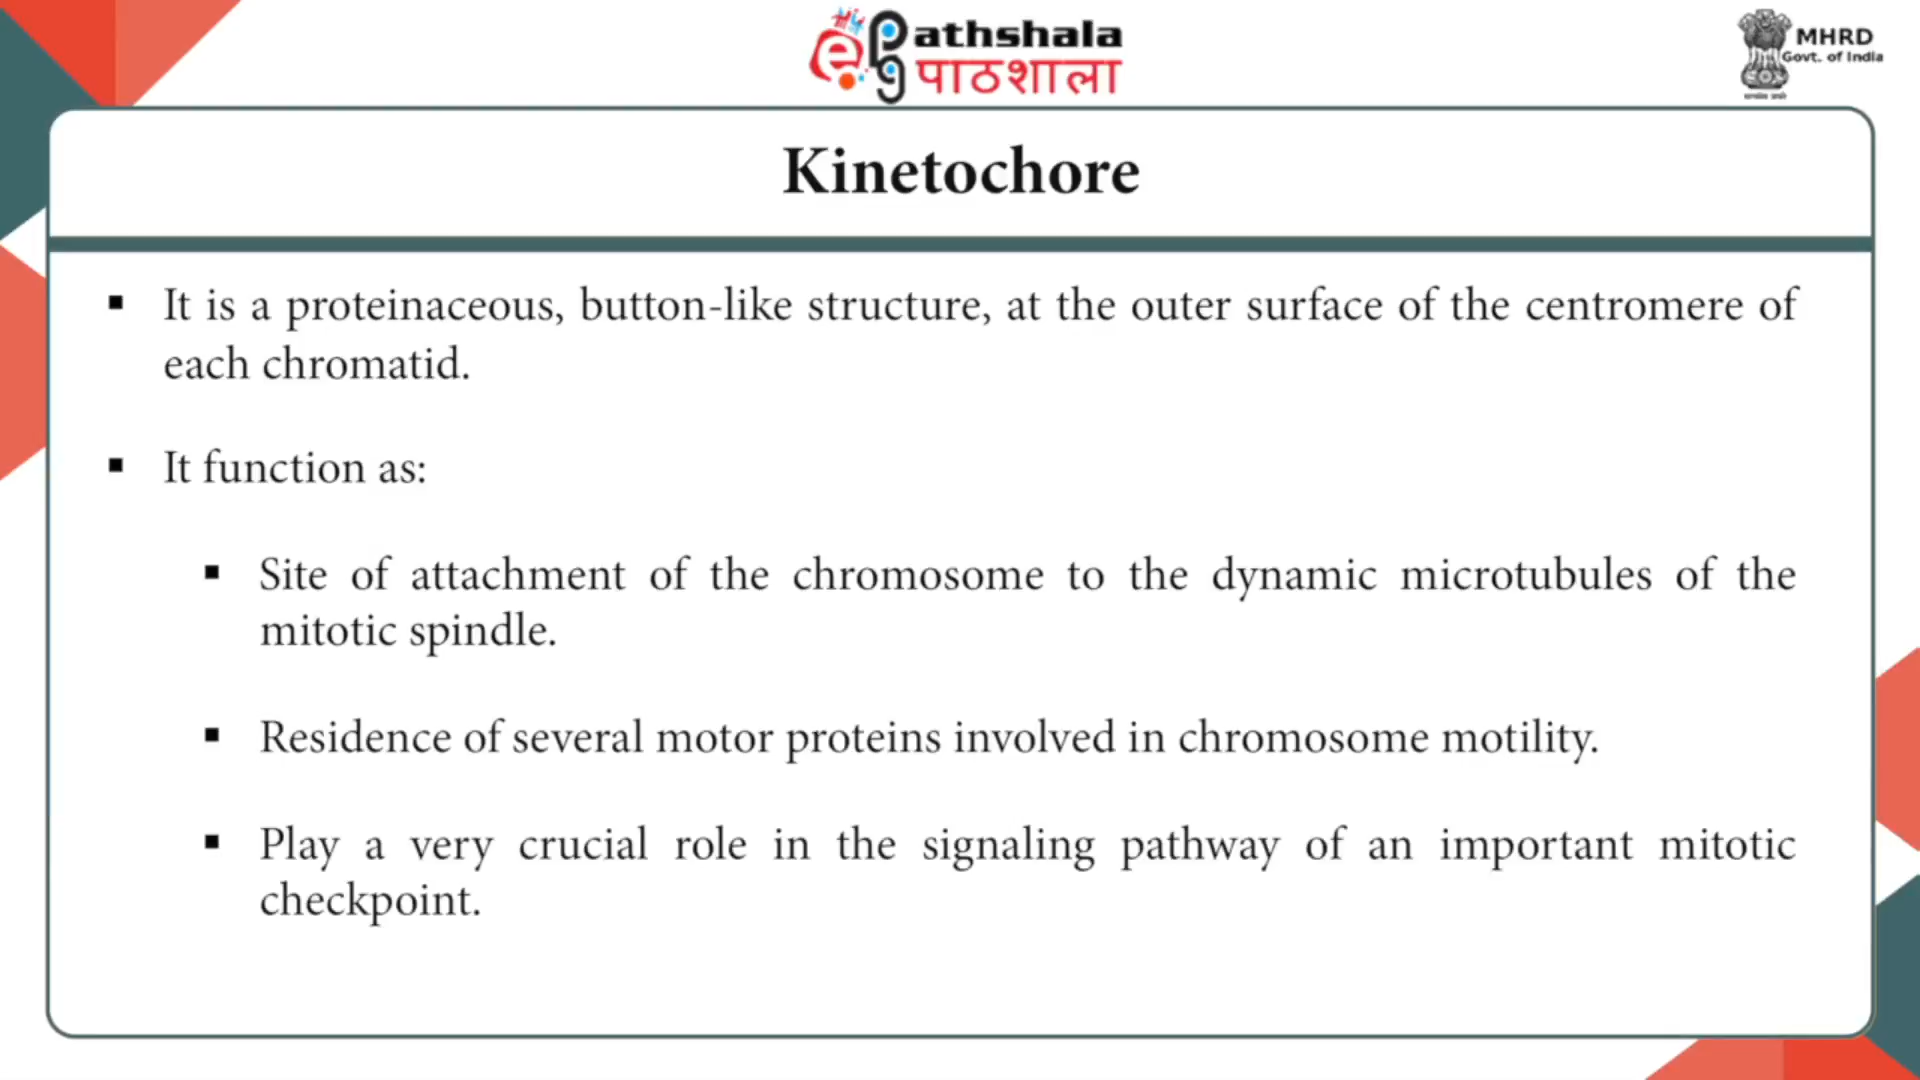 ePG Pathshala
पाठशाला
MHRD
Govt. of India
Kinetochore
▪ It is a proteinaceous, button-like structure, at the outer surface of the centromere of
each chromatid.
▪ It function as:
▪ Site of attachment of the chromosome to the dynamic microtubules of the
mitotic spindle.
▪ Residence of several motor proteins involved in chromosome motility.
▪ Play a very crucial role in the signaling pathway of an important mitotic
checkpoint.